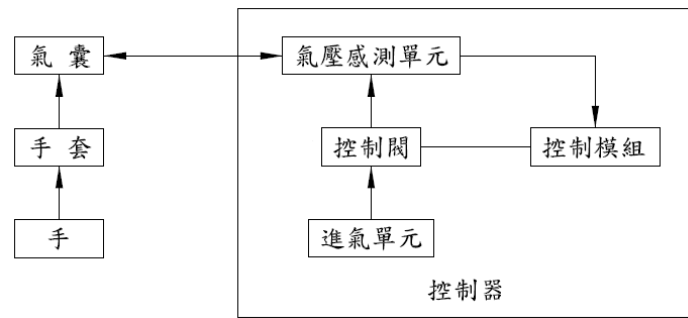 氣囊
氣壓感測單元
手套
控制閥
控制模組
手
進氣單元
控制器